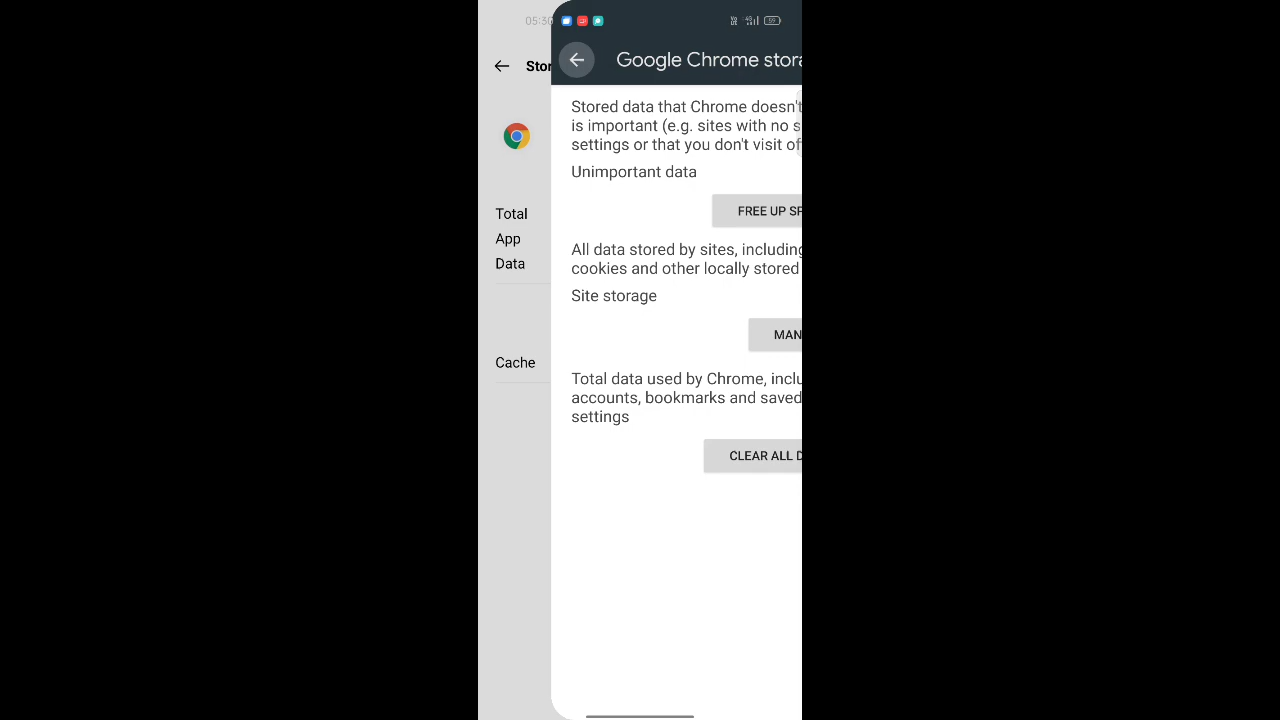 05:30
59
Stor
Google Chrome stora
Stored data that Chrome doesn't
is important (e.g. sites with no s
settings or that you don't visit of
Unimportant data
FREE UP SP
All data stored by sites, including
cookies and other locally stored
Site storage
MAN
Total data used by Chrome, inclu
accounts, bookmarks and saved
settings
CLEAR ALL D
Total
App
Data
Cache